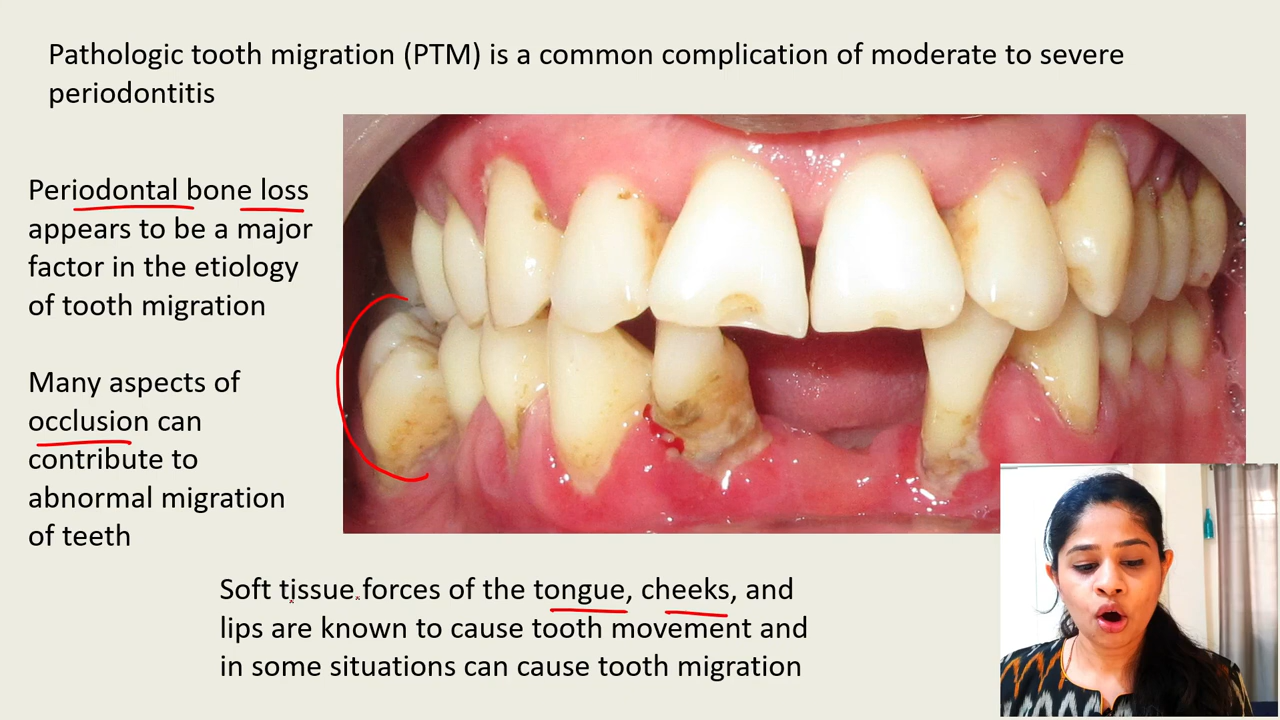 Pathologic tooth migration (PTM) is a common complication of moderate to severe
periodontitis
Periodontal bone loss
appears to be a major
factor in the etiology
of tooth migration
Many aspects of
occlusion can
contribute to
abnormal migration
of teeth
Soft tissue forces of the tongue, cheeks, and
lips are known to cause tooth movement and
in some situations can cause tooth migration